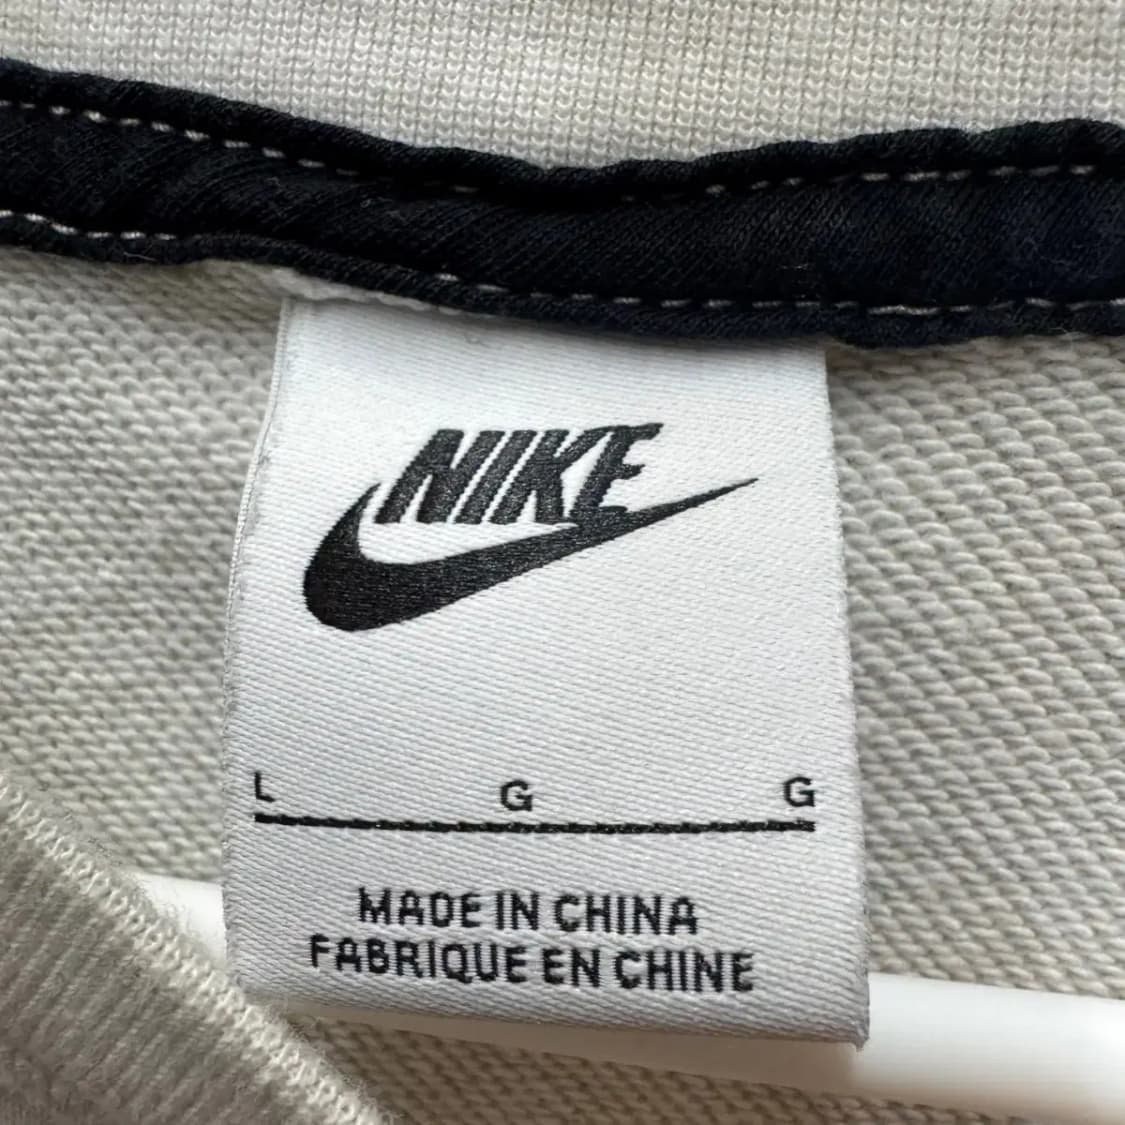 NIKE
L G G
MADE IN CHINA
FABRIQUE EN CHINE